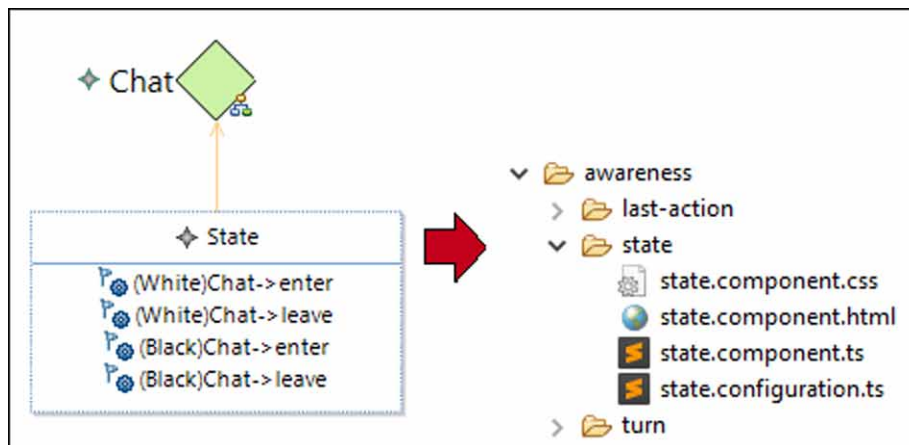 Chat
State
(White)Chat->enter
(White)Chat->leave
(Black)Chat->enter
(Black)Chat->leave
awareness
last-action
state
state.component.css
state.component.html
state.component.ts
state.configuration.ts
turn